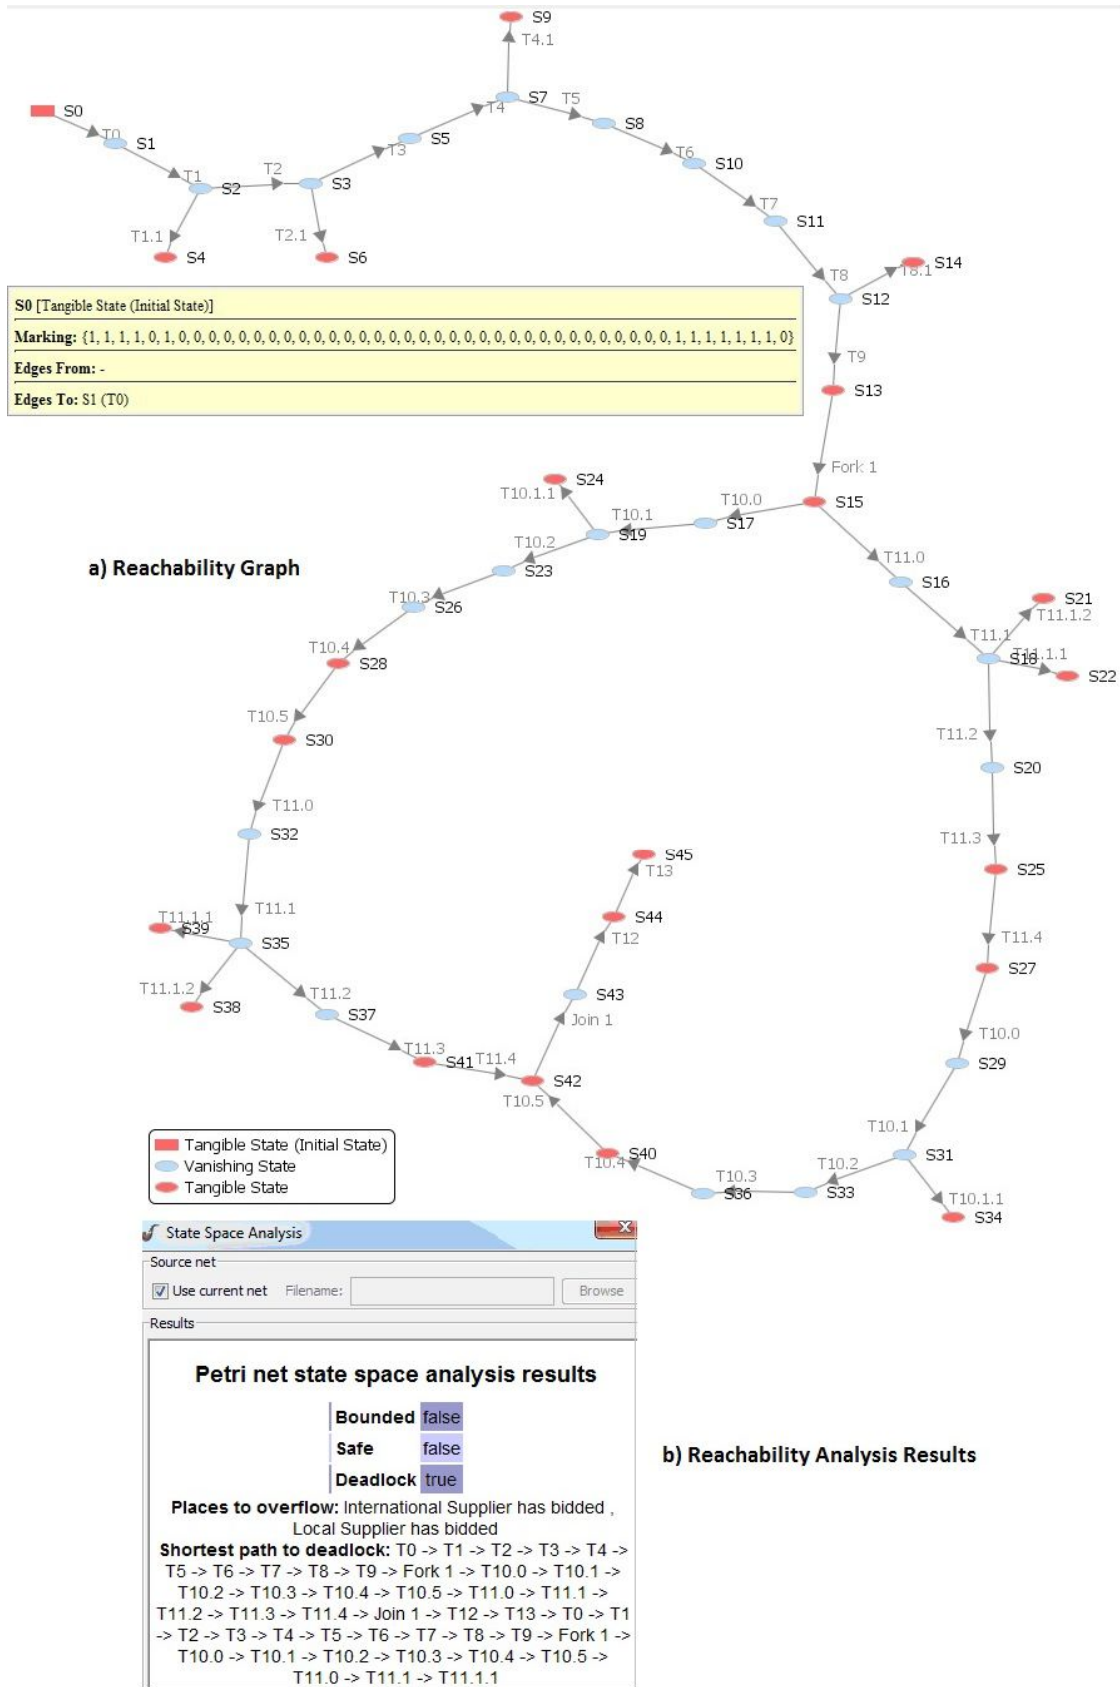 S9
T4.1
S0
S7
T5
T4
S8
T0
S1
S5
T3
T6
S10
T1
S2
T2
S3
T7
S11
T1.1
S4
T2.1
S6
T8
S14
T8.1
S12
S0 [Tangible State (Initial State)]
Marking: {1, 1, 1, 1, 0, 1, 0, 0, 0, 0, 0, 0, 0, 0, 0, 0, 0, 0, 0, 0, 0, 0, 0, 0, 0, 0, 0, 0, 0, 0, 0, 0, 0, 0, 0, 0, 0, 0, 0, 1, 1, 1, 1, 1, 1, 1, 0}
Edges From: -
Edges To: S1 (T0)
T9
S13
Fork 1
S24
T10.1.1
T10.0
S15
T10.1
S17
S19
T10.2
S23
a) Reachability Graph
T11.0
S16
T10.3
S26
S21
T11.1.2
T11.1
T10.4
S28
S18
T11.1.1
S22
T10.5
S30
T11.2
S20
T11.0
S32
S45
T13
T11.3
S25
T11.1
T11.1.1
S39
S44
T12
T11.4
S35
S27
T11.1.2
S38
T11.2
S37
S43
Join 1
T10.0
T11.3
S41
T11.4
S29
S42
T10.5
T10.1
S31
S40
T10.4
T10.3
T10.2
S36
S33
T10.1.1
S34
Tangible State (Initial State)
Vanishing State
Tangible State
State Space Analysis
x
Source net
Use current net Filename: Browse
Results
Petri net state space analysis results
Bounded false
Safe false
Deadlock true
b) Reachability Analysis Results
Places to overflow: International Supplier has bidded ,
Local Supplier has bidded
Shortest path to deadlock: T0 -> T1 -> T2 -> T3 -> T4 ->
T5 -> T6 -> T7 -> T8 -> T9 -> Fork 1 -> T10.0 -> T10.1 ->
T10.2 -> T10.3 -> T10.4 -> T10.5 -> T11.0 -> T11.1 ->
T11.2 -> T11.3 -> T11.4 -> Join 1 -> T12 -> T13 -> T0 -> T1
-> T2 -> T3 -> T4 -> T5 -> T6 -> T7 -> T8 -> T9 -> Fork 1 ->
T10.0 -> T10.1 -> T10.2 -> T10.3 -> T10.4 -> T10.5 ->
T11.0 -> T11.1 -> T11.1.1